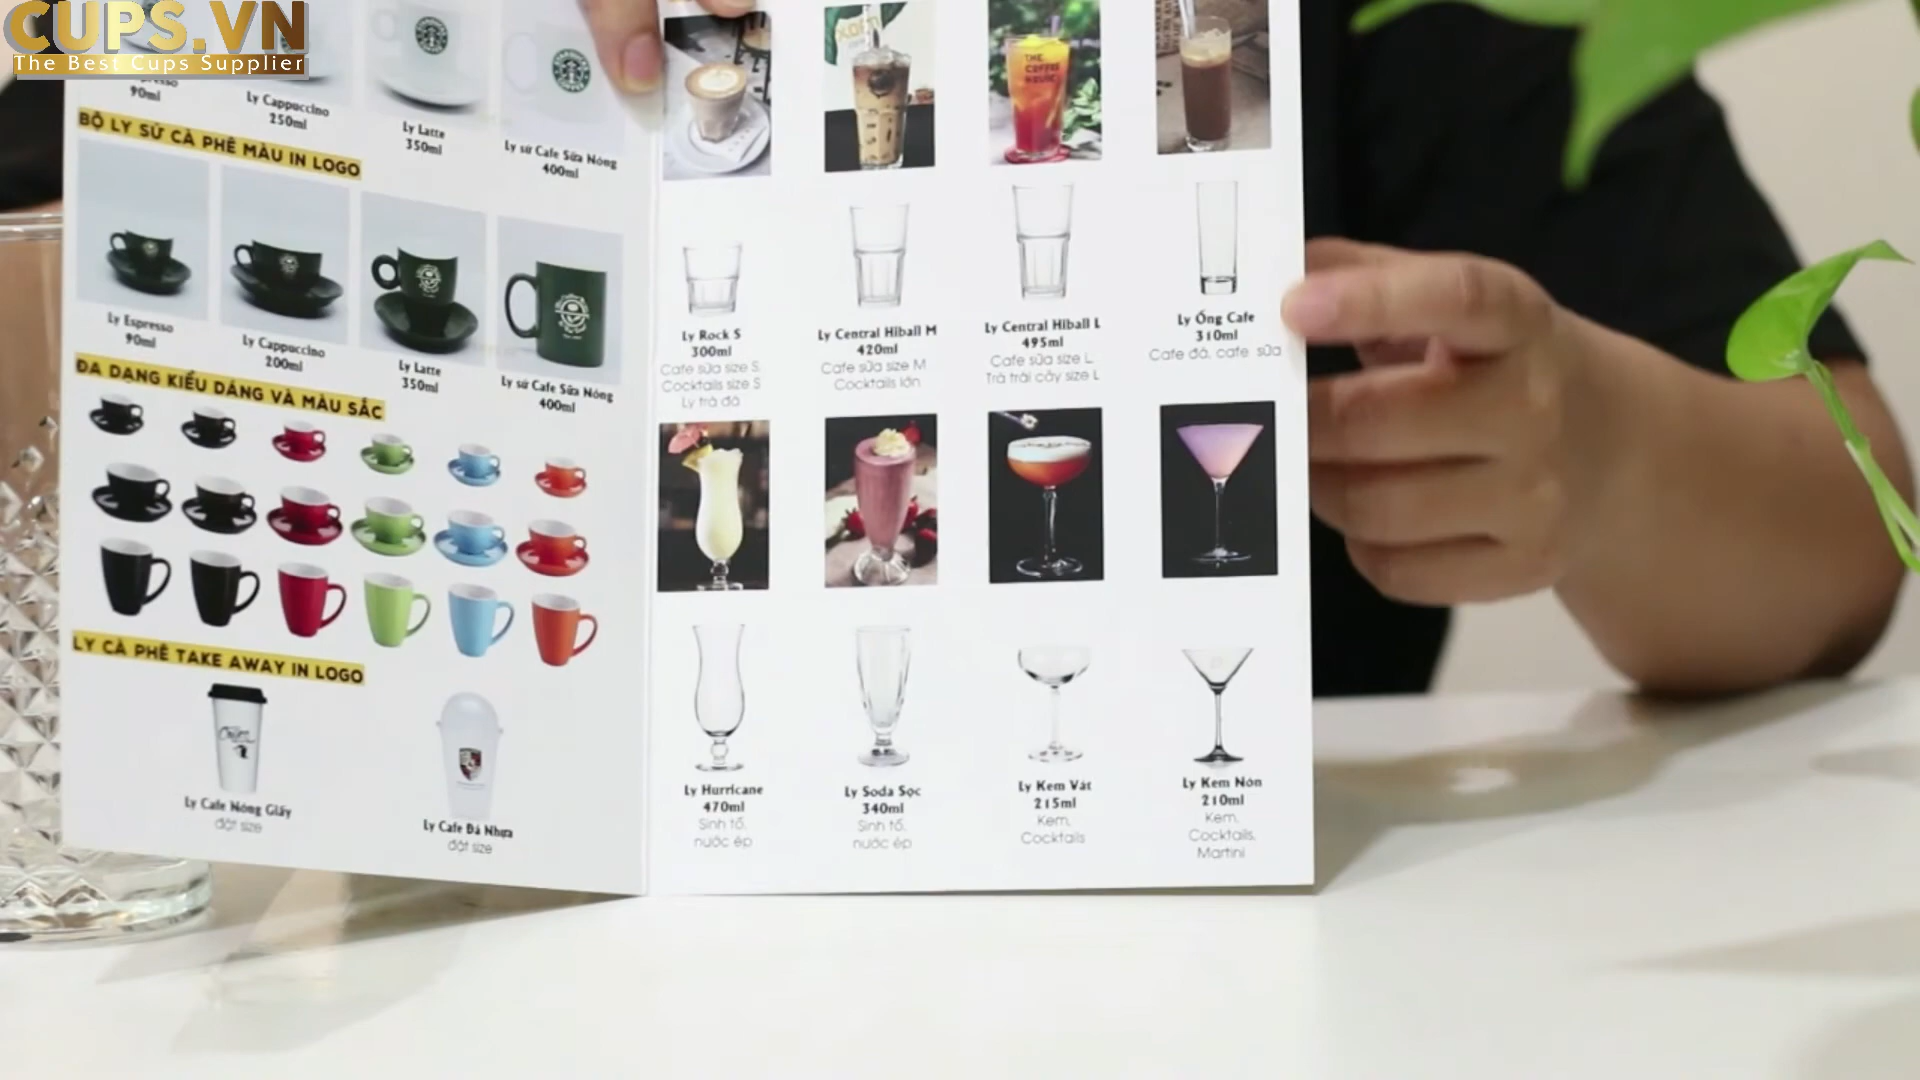 CUPS.VN
The Best Cups Supplier
90ml
Ly Cappuccino
250ml
Ly Latte
350ml
Ly sứ Cafe Sữa Nóng
400ml
BỘ LY SỨ CÀ PHÊ MÀU IN LOGO
Ly Espresso
90ml
Ly Cappuccino
200ml
Ly Latte
350ml
Ly sứ Cafe Sữa Nóng
400ml
ĐA DẠNG KIỂU DÁNG VÀ MÀU SẮC
LY CÀ PHÊ TAKE AWAY IN LOGO
Ly Cafe Nóng Giấy
đặt size
Ly Cafe Đá Nhựa
đặt size
THE
COFFEE
HOUSE
Ly Rock S
300ml
Cafe sữa size S,
Cocktails size S
Ly trà đá
Ly Central Hiball M
420ml
Cafe sữa size M
Cocktails lớn
Ly Central Hiball L
495ml
Cafe sữa size L
Trà trái cây size L
Ly Ống Cafe
310ml
Cafe đá, cafe sữa
Ly Hurricane
470ml
Sinh tố,
nước ép
Ly Soda Sọc
340ml
Sinh tố,
nước ép
Ly Kem Vát
215ml
Kem,
Cocktails
Ly Kem Nón
210ml
Kem,
Cocktails,
Martini